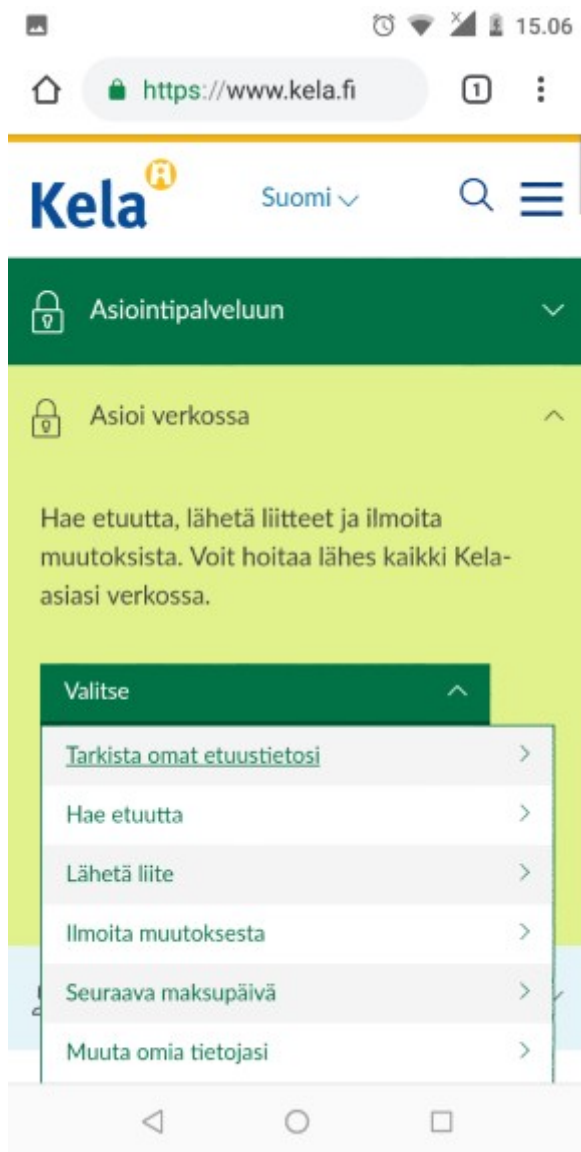 15.06
https://www.kela.fi
1
Kela
Suomi
Asiointipalveluun
Asioi verkossa
Hae etuutta, lähetä liitteet ja ilmoita
muutoksista. Voit hoitaa lähes kaikki Kela-
asiasi verkossa.
Valitse
Tarkista omat etuustietosi
Hae etuutta
Lähetä liite
Ilmoita muutoksesta
Seuraava maksupäivä
Muuta omia tietojasi